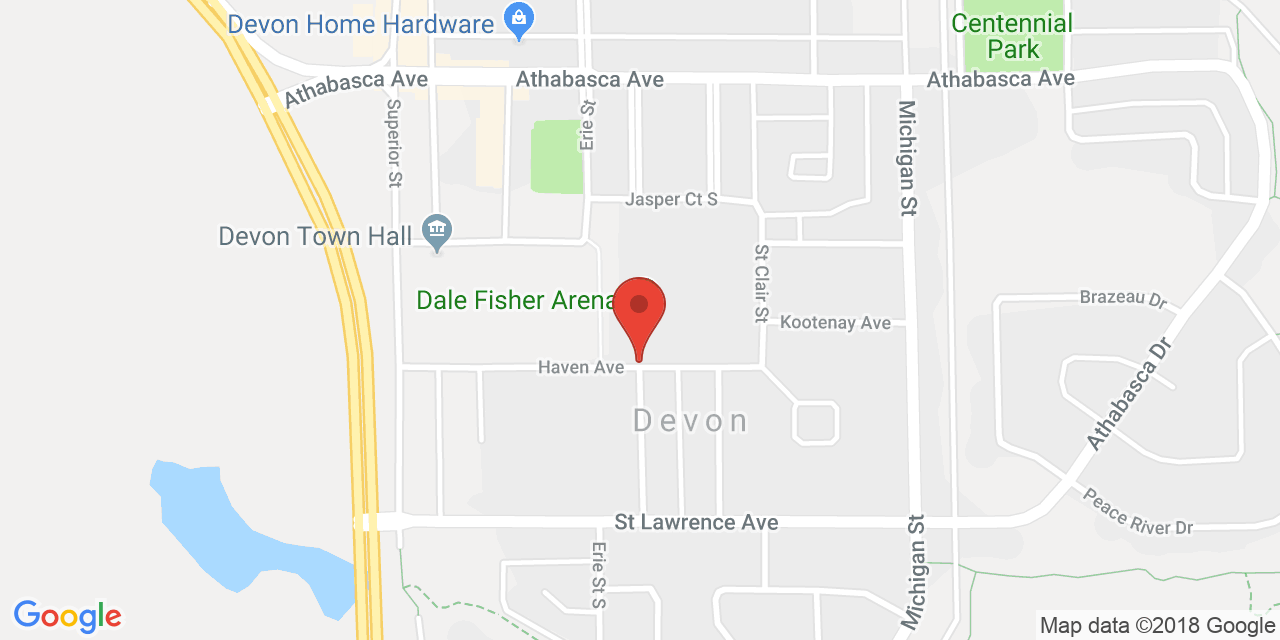 Devon Home Hardware
Centennial
Park
Athabasca Ave
Athabasca Ave
Athabasca Ave
Superior St
Erie St
Michigan St
Jasper Ct S
Devon Town Hall
St Clair St
Dale Fisher Arena
Brazeau Dr
Kootenay Ave
Haven Ave
Athabasca Dr
Devon
Peace River Dr
St Lawrence Ave
Erie St S
Michigan St
Google
Map data ©2018 Google